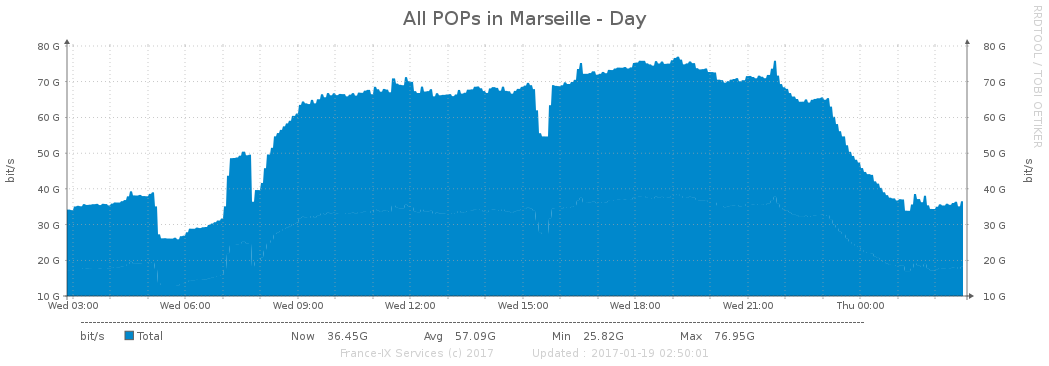 All POPs in Marseille - Day
RRDTOOL / TOBI OETIKER
80 G 80 G
70 G 70 G
60 G 60 G
50 G 50 G
40 G 40 G
30 G 30 G
20 G 20 G
10 G 10 G
bit/s bit/s
Wed 03:00 Wed 06:00 Wed 09:00 Wed 12:00 Wed 15:00 Wed 18:00 Wed 21:00 Thu 00:00
bit/s Total Now 36.45G Avg 57.09G Min 25.82G Max 76.95G
France-IX Services (c) 2017 Updated : 2017-01-19 02:50:01